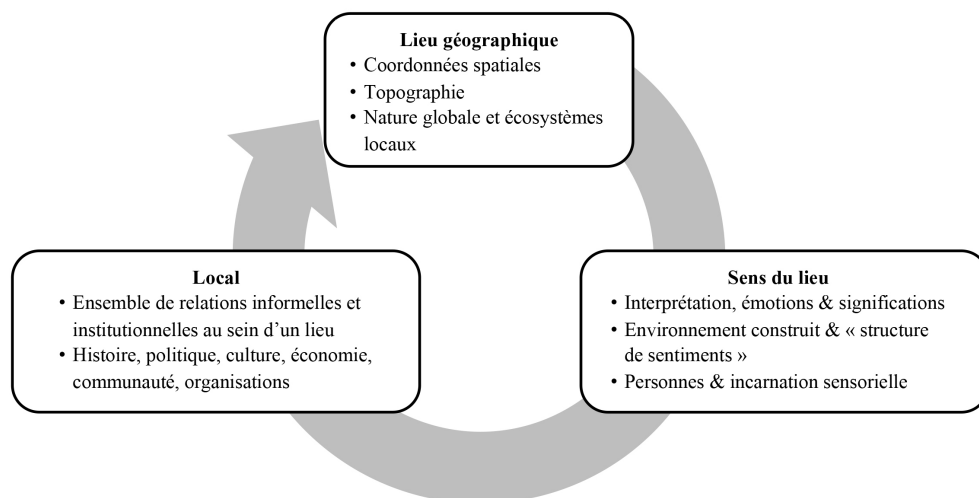 Lieu géographique
• Coordonnées spatiales
• Topographie
• Nature globale et écosystèmes
locaux
Local
• Ensemble de relations informelles et
institutionnelles au sein d’un lieu
• Histoire, politique, culture, économie,
communauté, organisations
Sens du lieu
• Interprétation, émotions & significations
• Environnement construit & « structure
de sentiments »
• Personnes & incarnation sensorielle